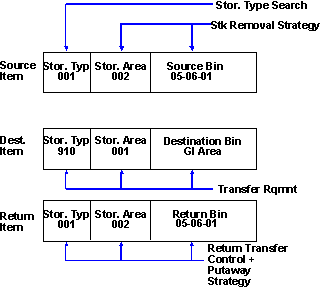 Stor. Type Search
Stk Removal Strategy
Source Item
Stor. Typ 001
Stor. Area 002
Source Bin 05-06-01
Dest. Item
Stor. Typ 910
Stor. Area 001
Destination Bin GI Area
Transfer Rqmnt
Return Item
Stor. Typ 001
Stor. Area 002
Return Bin 05-06-01
Return Transfer
Control +
Putaway
Strategy